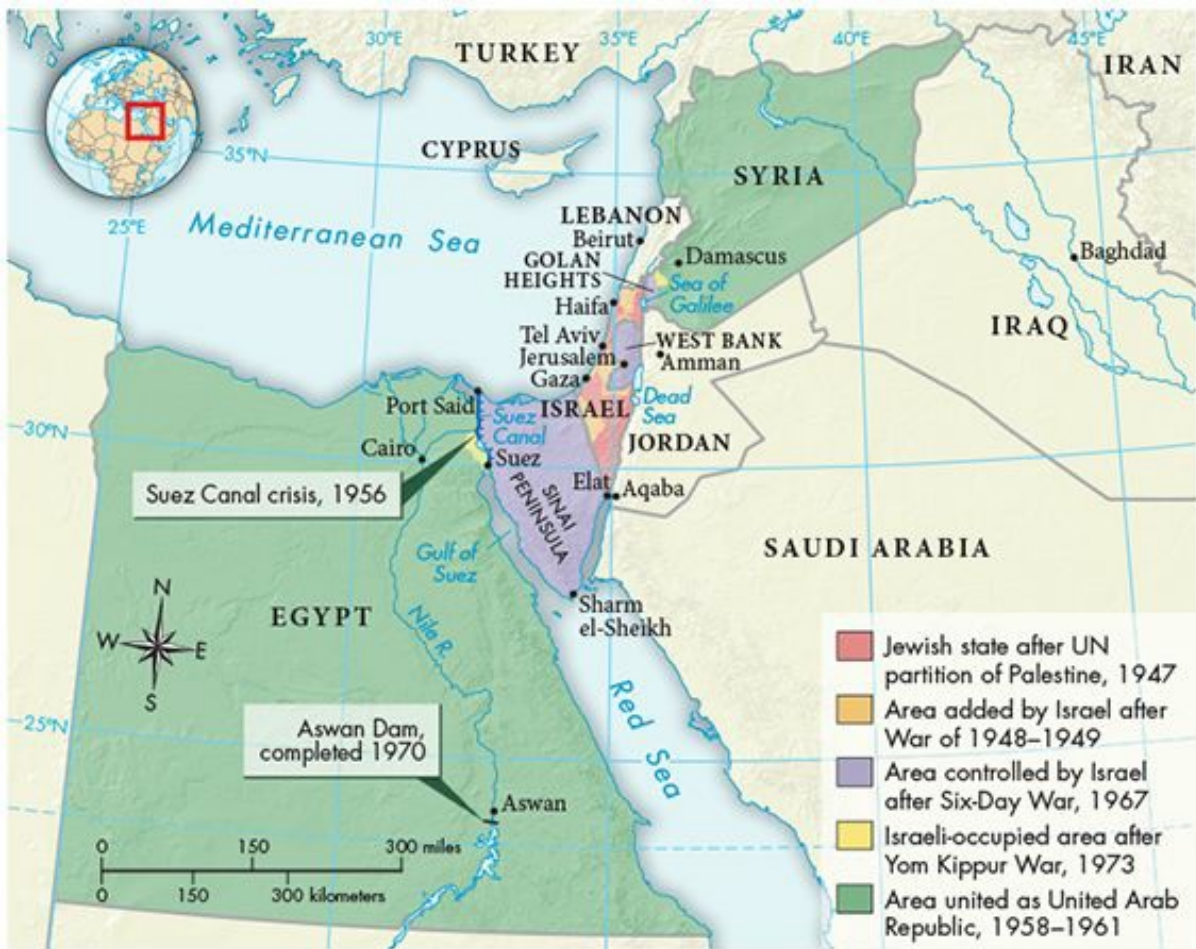 30°E
35°E
40°E
45°E
TURKEY
IRAN
CYPRUS
35°N
SYRIA
25°E
Mediterranean Sea
LEBANON
Beirut
GOLAN
HEIGHTS
Damascus
Sea of
Galilee
Baghdad
Haifa
IRAQ
Tel Aviv
WEST BANK
Jerusalem
Amman
Gaza
Port Said
Suez
Canal
ISRAEL
Dead
Sea
30°N
Cairo
Suez
JORDAN
Suez Canal crisis, 1956
SINAI
PENINSULA
Elat
Aqaba
Gulf of
Suez
SAUDI ARABIA
N
W
E
S
EGYPT
Nile R.
Sharm
el-Sheikh
Red Sea
25°N
Aswan Dam,
completed 1970
Aswan
0 150 300 miles
0 150 300 kilometers
Jewish state after UN
partition of Palestine, 1947
Area added by Israel after
War of 1948–1949
Area controlled by Israel
after Six-Day War, 1967
Israeli-occupied area after
Yom Kippur War, 1973
Area united as United Arab
Republic, 1958–1961